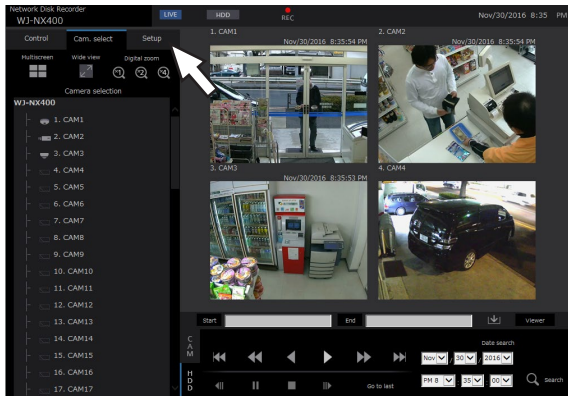 Network Disk Recorder
WJ-NX400
LIVE
HDD
REC
Nov/30/2016 8:35 PM
Control
Cam. select
Setup
Multiscreen
Wide view
Digital zoom
x1
x2
x4
Camera selection
WJ-NX400
1. CAM1
2. CAM2
3. CAM3
4. CAM4
5. CAM5
6. CAM6
7. CAM7
8. CAM8
9. CAM9
10. CAM10
11. CAM11
12. CAM12
13. CAM13
14. CAM14
15. CAM15
16. CAM16
17. CAM17
1. CAM1
Nov/30/2016 8:35:54 PM
2. CAM2
Nov/30/2016 8:35:54 PM
3. CAM3
Nov/30/2016 8:35:53 PM
4. CAM4
Start
End
Viewer
CAM
HDD
Go to last
Date search
Nov / 30 / 2016
PM 8 : 35 : 00
Search